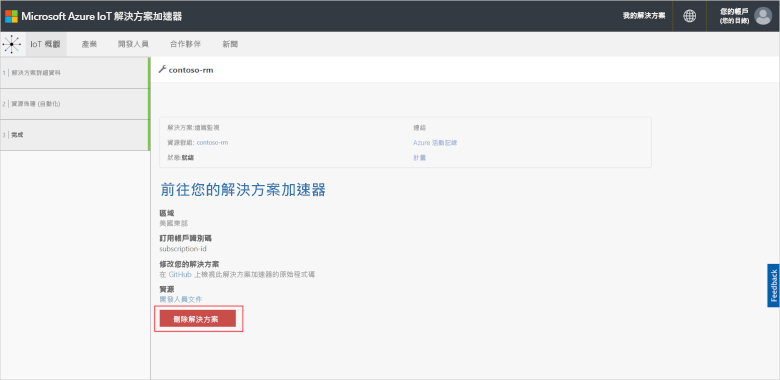 Microsoft Azure IoT 解決方案加速器
我的解決方案
您的帳戶
(您的目錄)
IoT 概觀
產業
開發人員
合作夥伴
新聞
1 | 解決方案詳細資料
2 | 資源佈建 (自動化)
3 | 完成
contoso-rm
解決方案:遠端監視
連結
資源群組: contoso-rm
Azure 活動記錄
狀態:就緒
計量
前往您的解決方案加速器
區域
美國東部
訂用帳戶識別碼
subscription-id
修改您的解決方案
在 GitHub 上檢視此解決方案加速器的原始程式碼
資源
開發人員文件
刪除解決方案
Feedback